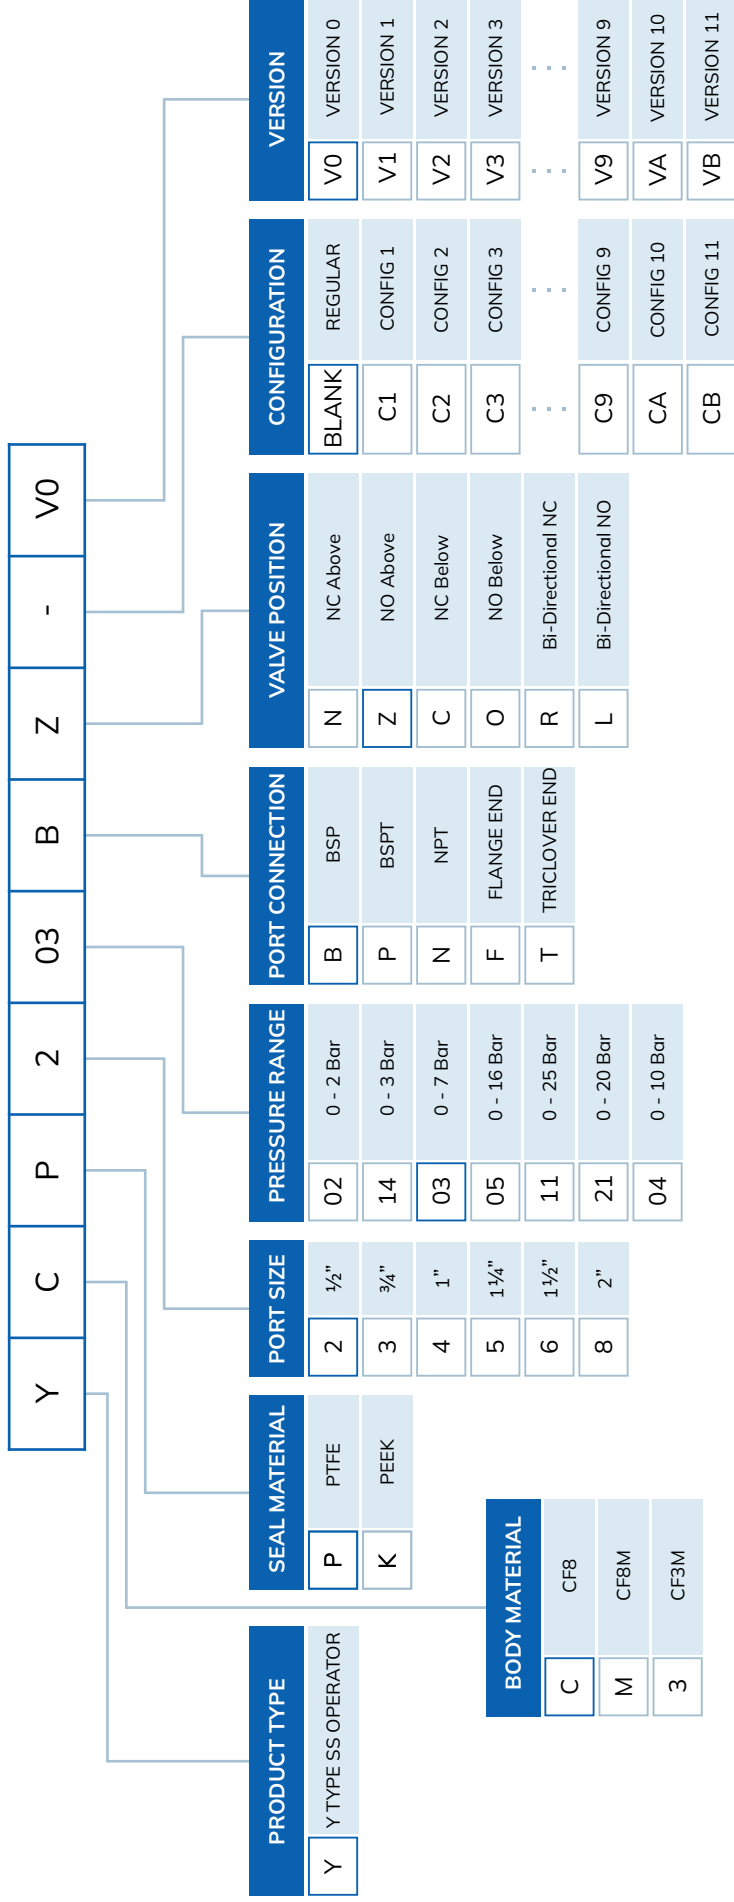 Y C P 2 03 B Z - V0
PRODUCT TYPE
Y Y TYPE SS OPERATOR
BODY MATERIAL
C CF8
M CF8M
3 CF3M
SEAL MATERIAL
P PTFE
K PEEK
PORT SIZE
2 ½”
3 ¾”
4 1”
5 1¼”
6 1½”
8 2”
PRESSURE RANGE
02 0 - 2 Bar
14 0 - 3 Bar
03 0 - 7 Bar
05 0 - 16 Bar
11 0 - 25 Bar
21 0 - 20 Bar
04 0 - 10 Bar
PORT CONNECTION
B BSP
P BSPT
N NPT
F FLANGE END
T TRICLOVER END
VALVE POSITION
N NC Above
Z NO Above
C NC Below
O NO Below
R Bi-Directional NC
L Bi-Directional NO
CONFIGURATION
BLANK REGULAR
C1 CONFIG 1
C2 CONFIG 2
C3 CONFIG 3
... ...
C9 CONFIG 9
CA CONFIG 10
CB CONFIG 11
VERSION
V0 VERSION 0
V1 VERSION 1
V2 VERSION 2
V3 VERSION 3
... ...
V9 VERSION 9
VA VERSION 10
VB VERSION 11